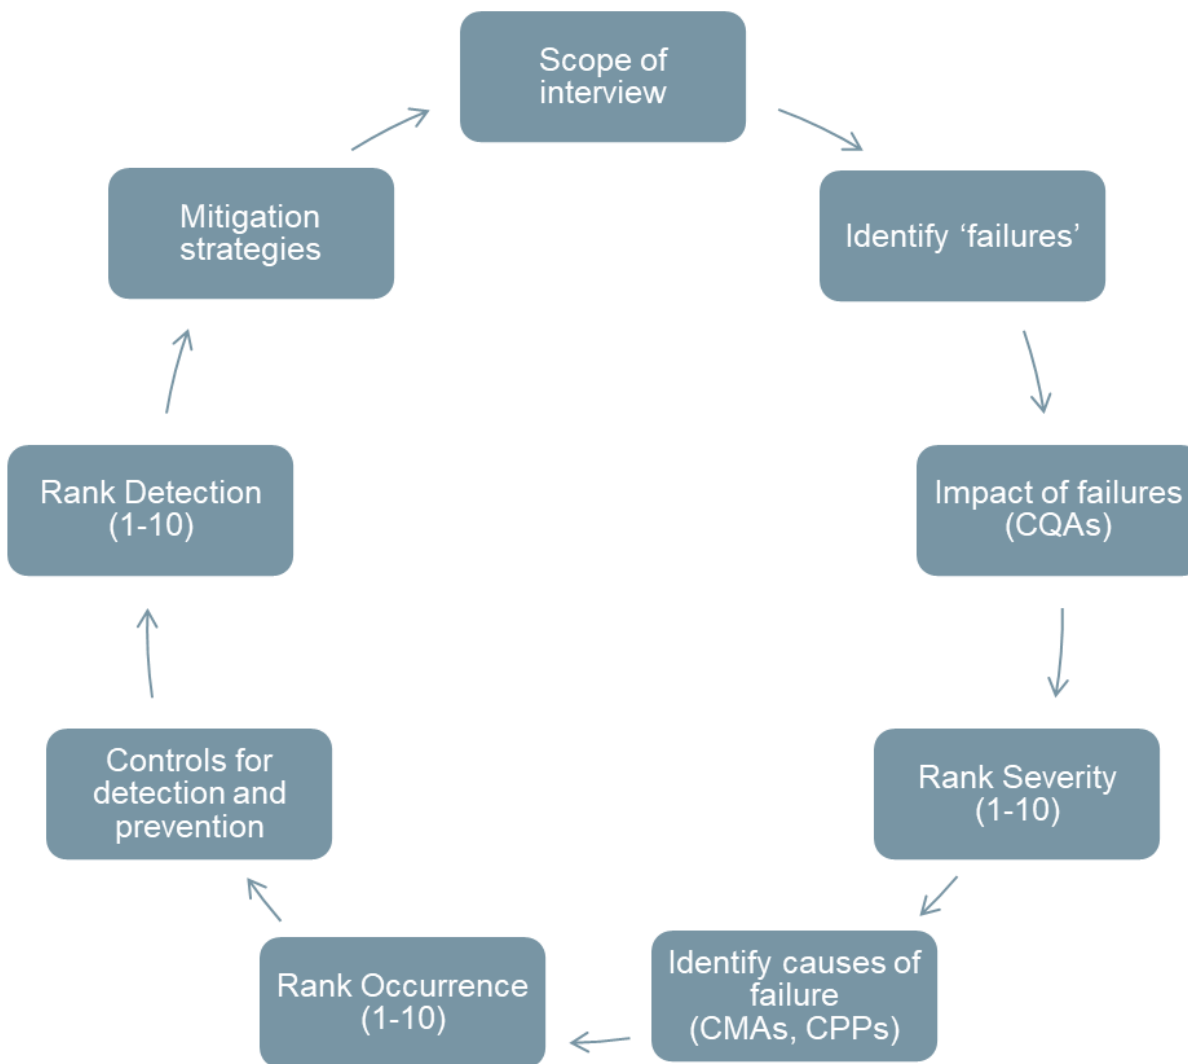 Scope of
interview
Identify ‘failures’
Impact of failures
(CQAs)
Rank Severity
(1-10)
Identify causes of
failure
(CMAs, CPPs)
Rank Occurrence
(1-10)
Controls for
detection and
prevention
Rank Detection
(1-10)
Mitigation
strategies